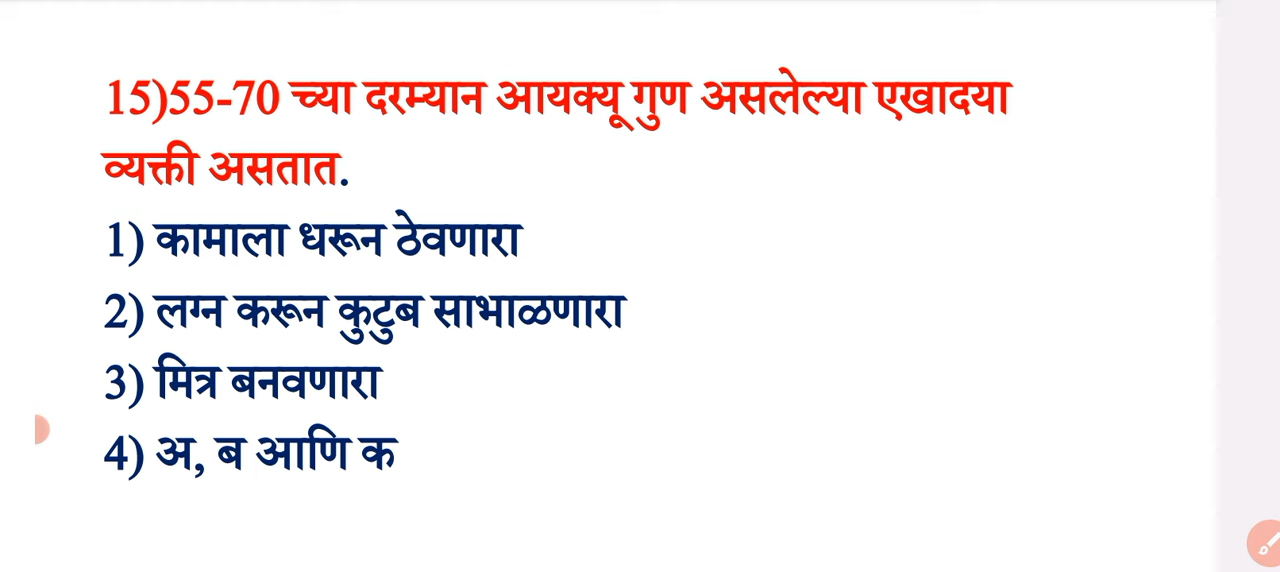 15)55-70 च्या दरम्यान आयक्यू गुण असलेल्या एखादया
व्यक्ती असतात.
1) कामाला धरून ठेवणारा
2) लग्न करून कुटुब साभाळणारा
3) मित्र बनवणारा
4) अ, ब आणि क